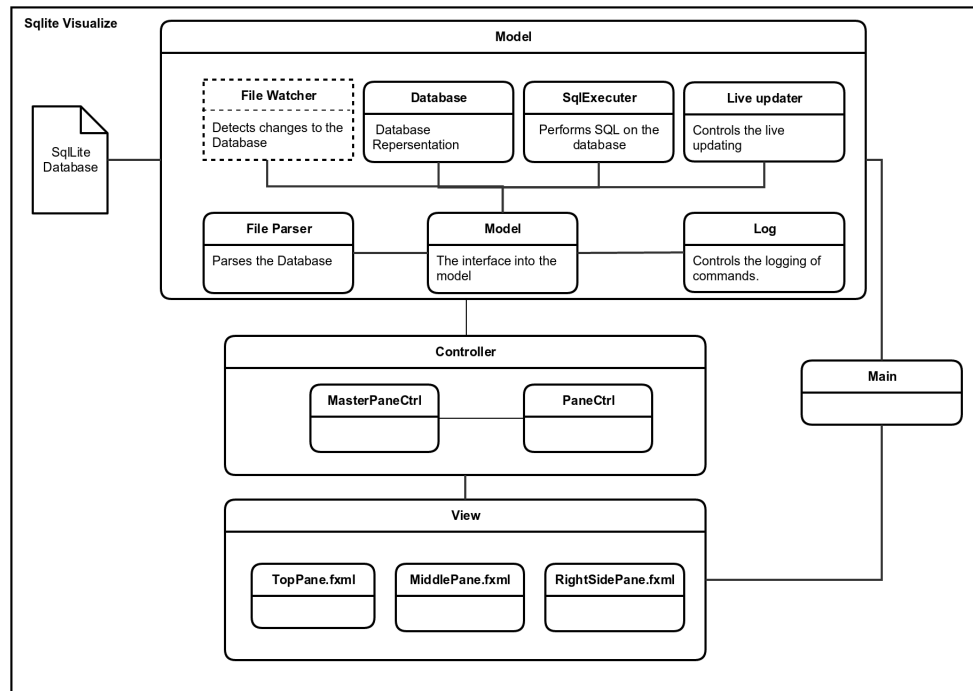 Sqlite Visualize
Model
SqlLite
Database
File Watcher
Detects changes to the
Database
Database
Database
Repersentation
SqlExecuter
Performs SQL on the
database
Live updater
Controls the live
updating
File Parser
Parses the Database
Model
The interface into the
model
Log
Controls the logging of
commands.
Controller
MasterPaneCtrl
PaneCtrl
Main
View
TopPane.fxml
MiddlePane.fxml
RightSidePane.fxml